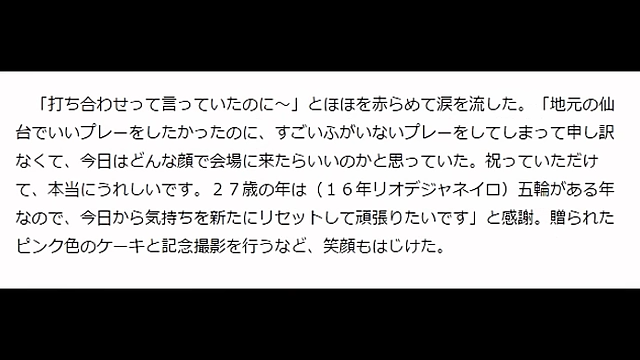 「打ち合わせって言っていたのに～」とほほを赤らめて涙を流した。「地元の仙
台でいいプレーをしたかったのに、すごいふがいないプレーをしてしまって申し訳
なくて、今日はどんな顔で会場に来たらいいのかと思っていた。祝っていただけ
て、本当にうれしいです。２７歳の年は（１６年リオデジャネイロ）五輪がある年
なので、今日から気持ちを新たにリセットして頑張りたいです」と感謝。贈られた
ピンク色のケーキと記念撮影を行うなど、笑顔もはじけた。